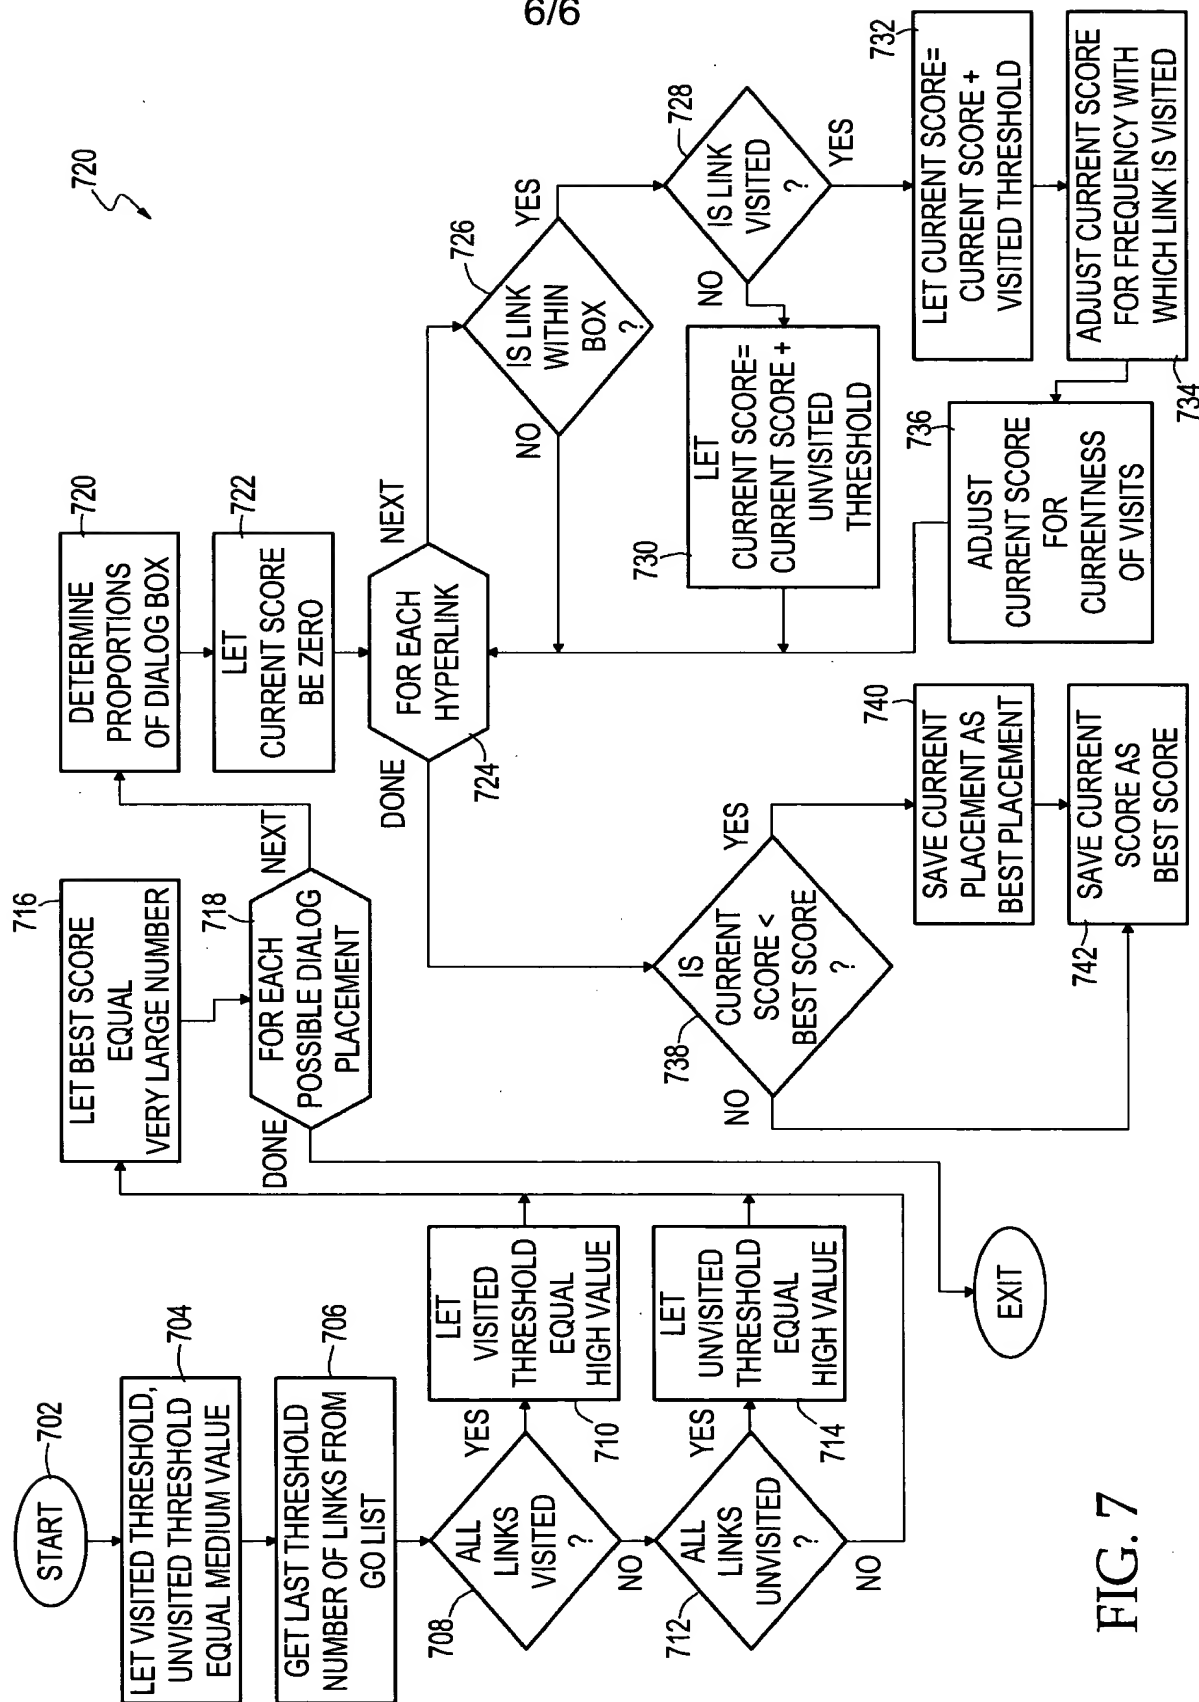 6/6
720
START
702
LET VISITED THRESHOLD,
UNVISITED THRESHOLD
EQUAL MEDIUM VALUE
704
GET LAST THRESHOLD
NUMBER OF LINKS FROM
GO LIST
706
ALL
LINKS
VISITED
?
708
YES
NO
LET
VISITED
THRESHOLD
EQUAL
HIGH VALUE
710
ALL
LINKS
UNVISITED
?
712
YES
NO
LET
UNVISITED
THRESHOLD
EQUAL
HIGH VALUE
714
LET BEST SCORE
EQUAL
VERY LARGE NUMBER
716
FOR EACH
POSSIBLE DIALOG
PLACEMENT
718
DONE
NEXT
EXIT
DETERMINE
PROPORTIONS
OF DIALOG BOX
720
LET
CURRENT SCORE
BE ZERO
722
FOR EACH
HYPERLINK
724
DONE
NEXT
IS LINK
WITHIN
BOX
?
726
NO
YES
IS LINK
VISITED
?
728
NO
YES
LET
CURRENT SCORE=
CURRENT SCORE +
UNVISITED
THRESHOLD
730
LET CURRENT SCORE=
CURRENT SCORE +
VISITED THRESHOLD
732
ADJUST CURRENT SCORE
FOR FREQUENCY WITH
WHICH LINK IS VISITED
734
ADJUST
CURRENT SCORE
FOR
CURRENTNESS
OF VISITS
736
IS
CURRENT
SCORE <
BEST SCORE
?
738
NO
YES
SAVE CURRENT
PLACEMENT AS
BEST PLACEMENT
740
SAVE CURRENT
SCORE AS
BEST SCORE
742
FIG. 7